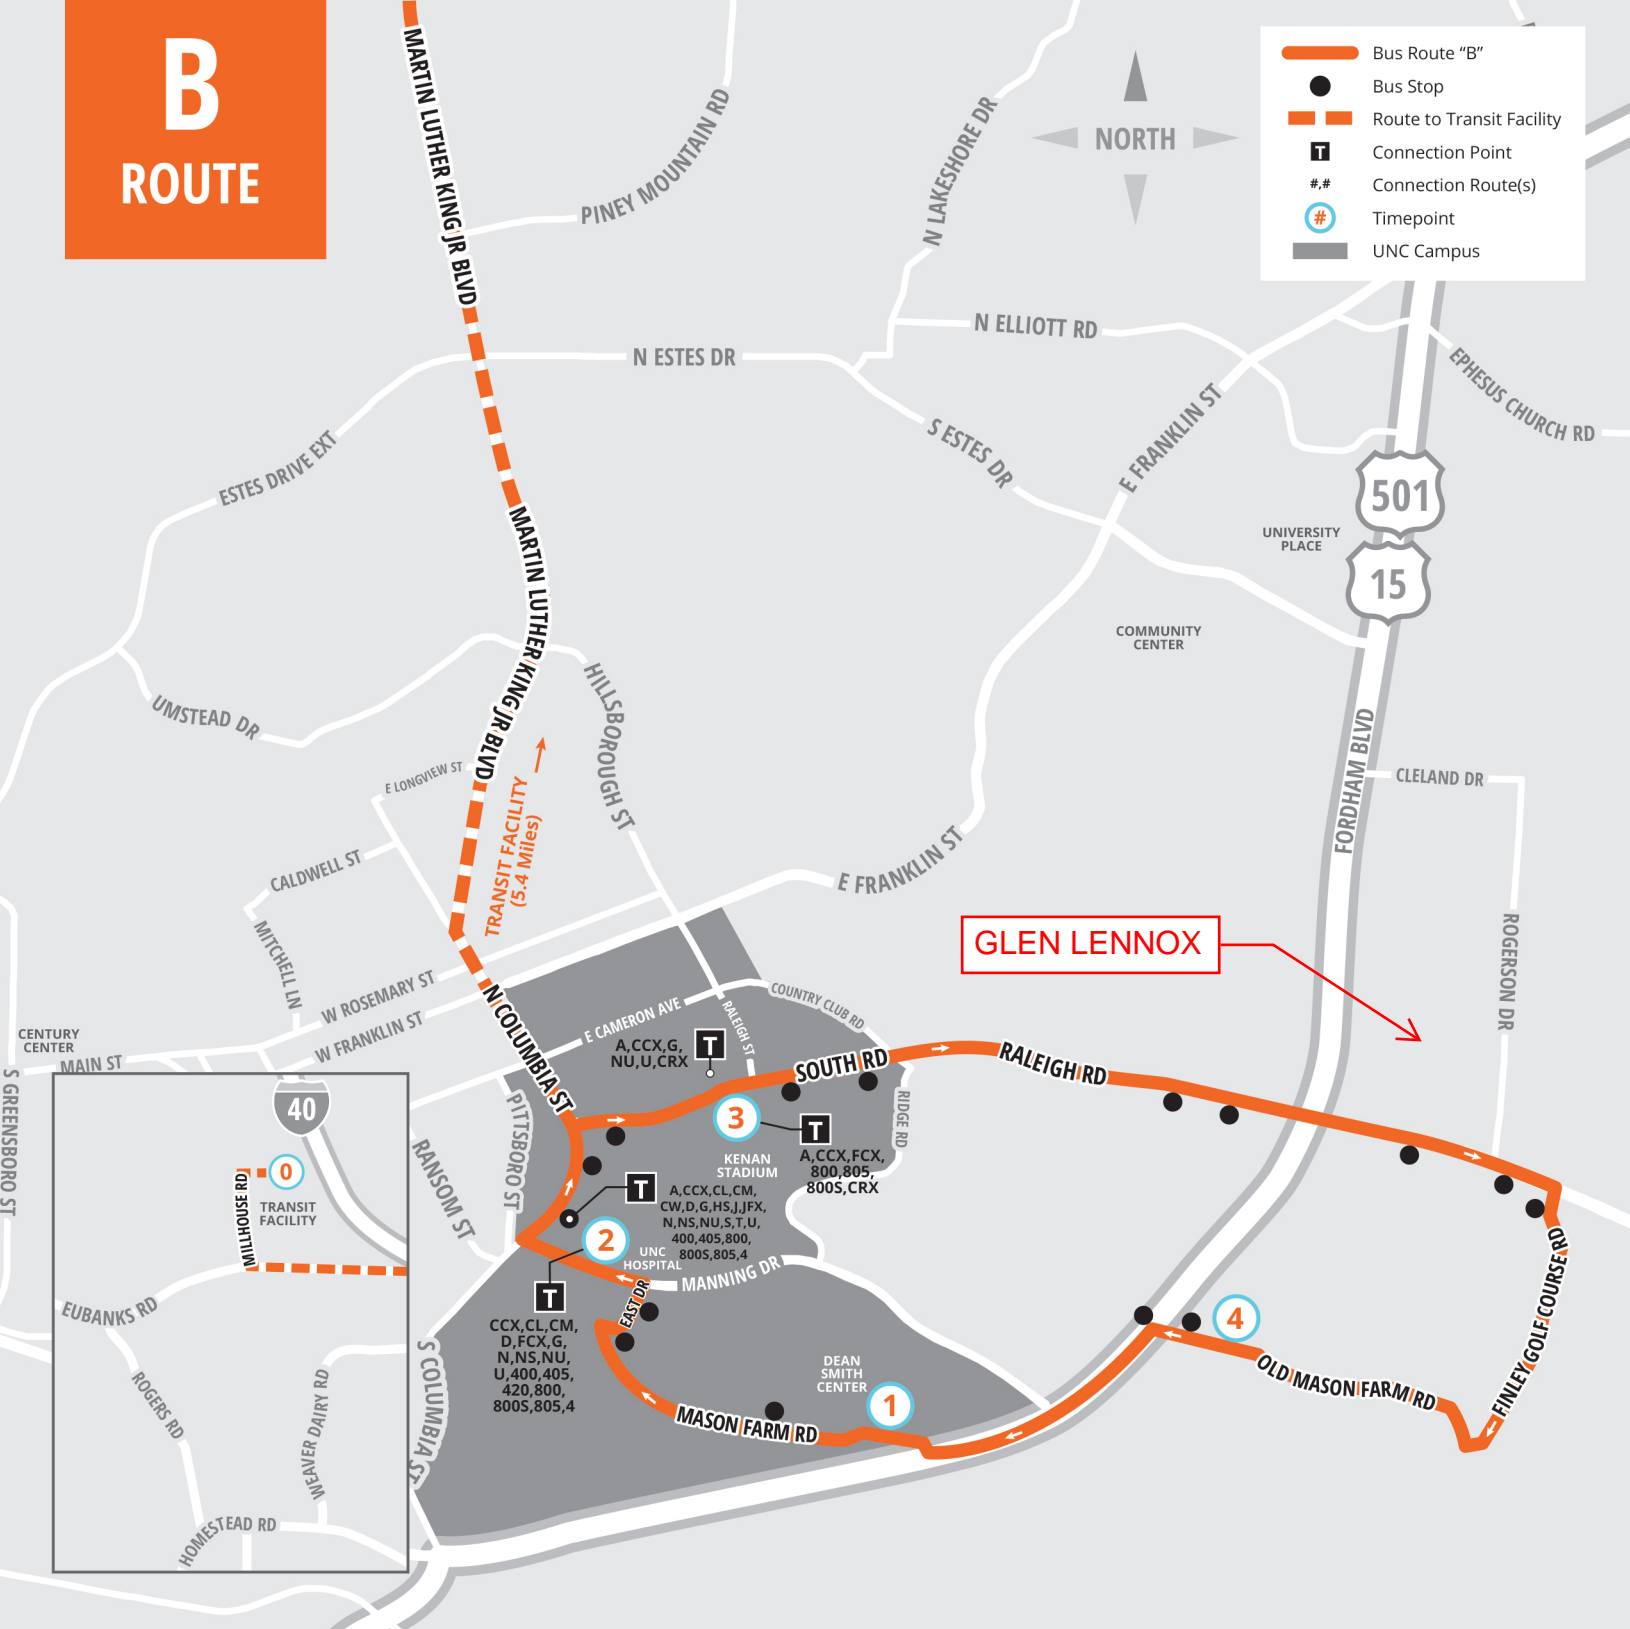 B
ROUTE
Bus Route “B”
Bus Stop
Route to Transit Facility
T
Connection Point
#,#
Connection Route(s)
#
Timepoint
UNC Campus
NORTH
MARTIN LUTHER KING JR BLVD
PINEY MOUNTAIN RD
N LAKESHORE DR
N ELLIOTT RD
N ESTES DR
EPHESUS CHURCH RD
E FRANKLIN ST
S ESTES DR
ESTES DRIVE EXT
501
UNIVERSITY
PLACE
15
MARTIN LUTHER KING JR BLVD
COMMUNITY
CENTER
HILLSBOROUGH ST
UMSTEAD DR
E LONGVIEW ST
TRANSIT FACILITY
(5.4 Miles)
FORDHAM BLVD
CLELAND DR
CALDWELL ST
E FRANKLIN ST
GLEN LENNOX
ROGERSON DR
MITCHELL LN
W ROSEMARY ST
W FRANKLIN ST
N COLUMBIA ST
E CAMERON AVE
RALEIGH ST
COUNTRY CLUB RD
CENTURY
CENTER
MAIN ST
S GREENSBORO ST
A,CCX,G,
NU,U,CRX
T
SOUTH RD
RALEIGH RD
RIDGE RD
3
T
A,CCX,FCX,
800,805,
800S,CRX
KENAN
STADIUM
PITTSBORO ST
RANSOM ST
T
A,CCX,CL,CM,
CW,D,G,HS,J,JFX,
N,NS,NU,S,T,U,
400,405,800,
800S,805,4
2
UNC
HOSPITAL
MANNING DR
EAST DR
T
CCX,CL,CM,
D,FCX,G,
N,NS,NU,
U,400,405,
420,800,
800S,805,4
DEAN
SMITH
CENTER
1
MASON FARM RD
S COLUMBIA ST
4
OLD MASON FARM RD
FINLEY GOLF COURSE RD
40
0
TRANSIT
FACILITY
MILLHOUSE RD
EUBANKS RD
ROGERS RD
WEAVER DAIRY RD
HOMESTEAD RD